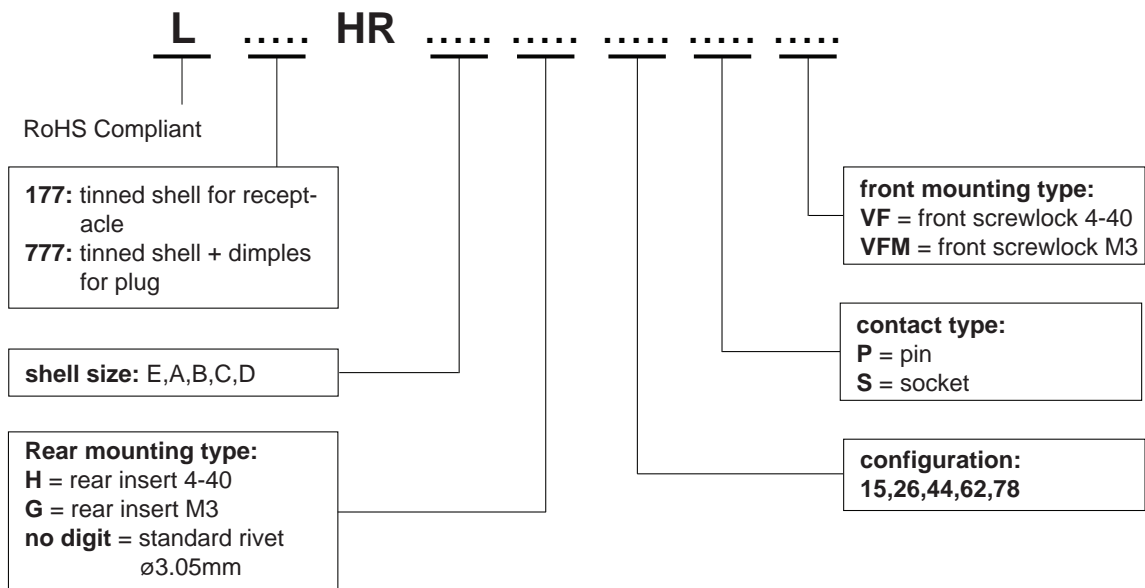 L ..... HR ..... ..... ..... ..... .....
RoHS Compliant
177: tinned shell for recept-
acle
777: tinned shell + dimples
for plug
shell size: E,A,B,C,D
Rear mounting type:
H = rear insert 4-40
G = rear insert M3
no digit = standard rivet
ø3.05mm
front mounting type:
VF = front screwlock 4-40
VFM = front screwlock M3
contact type:
P = pin
S = socket
configuration:
15,26,44,62,78